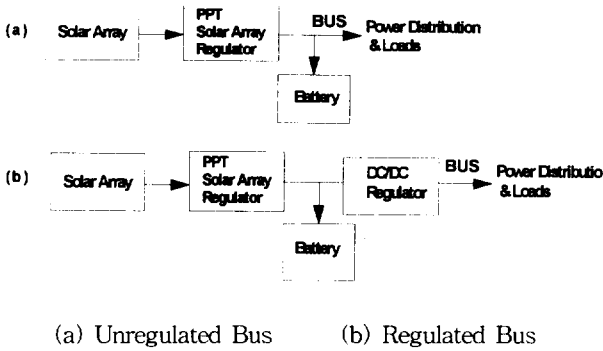 (a)
Solar Array
PPT
Solar Array
Regulator
BUS
Power Distribution
& Loads
Battery
(b)
Solar Array
PPT
Solar Array
Regulator
DC/DC
Regulator
BUS
Power Distributio
& Loads
Battery
(a) Unregulated Bus (b) Regulated Bus